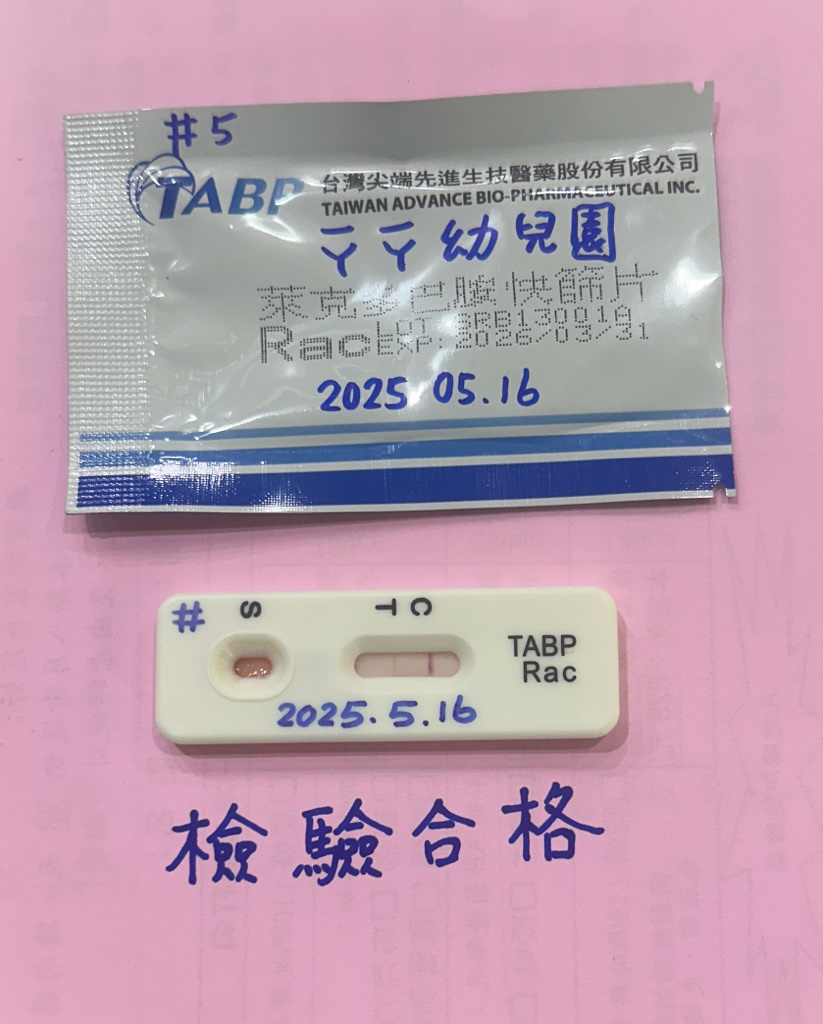 #5
TABP 台灣尖端先進生技醫藥股份有限公司
TAIWAN ADVANCE BIO-PHARMACEUTICAL INC.
ㄚㄚ幼兒園
萊克多巴胺快篩片
Rac
EXP: 2026/03/31
2025 05.16
# S T C
TABP
Rac
2025.5.16
檢驗合格